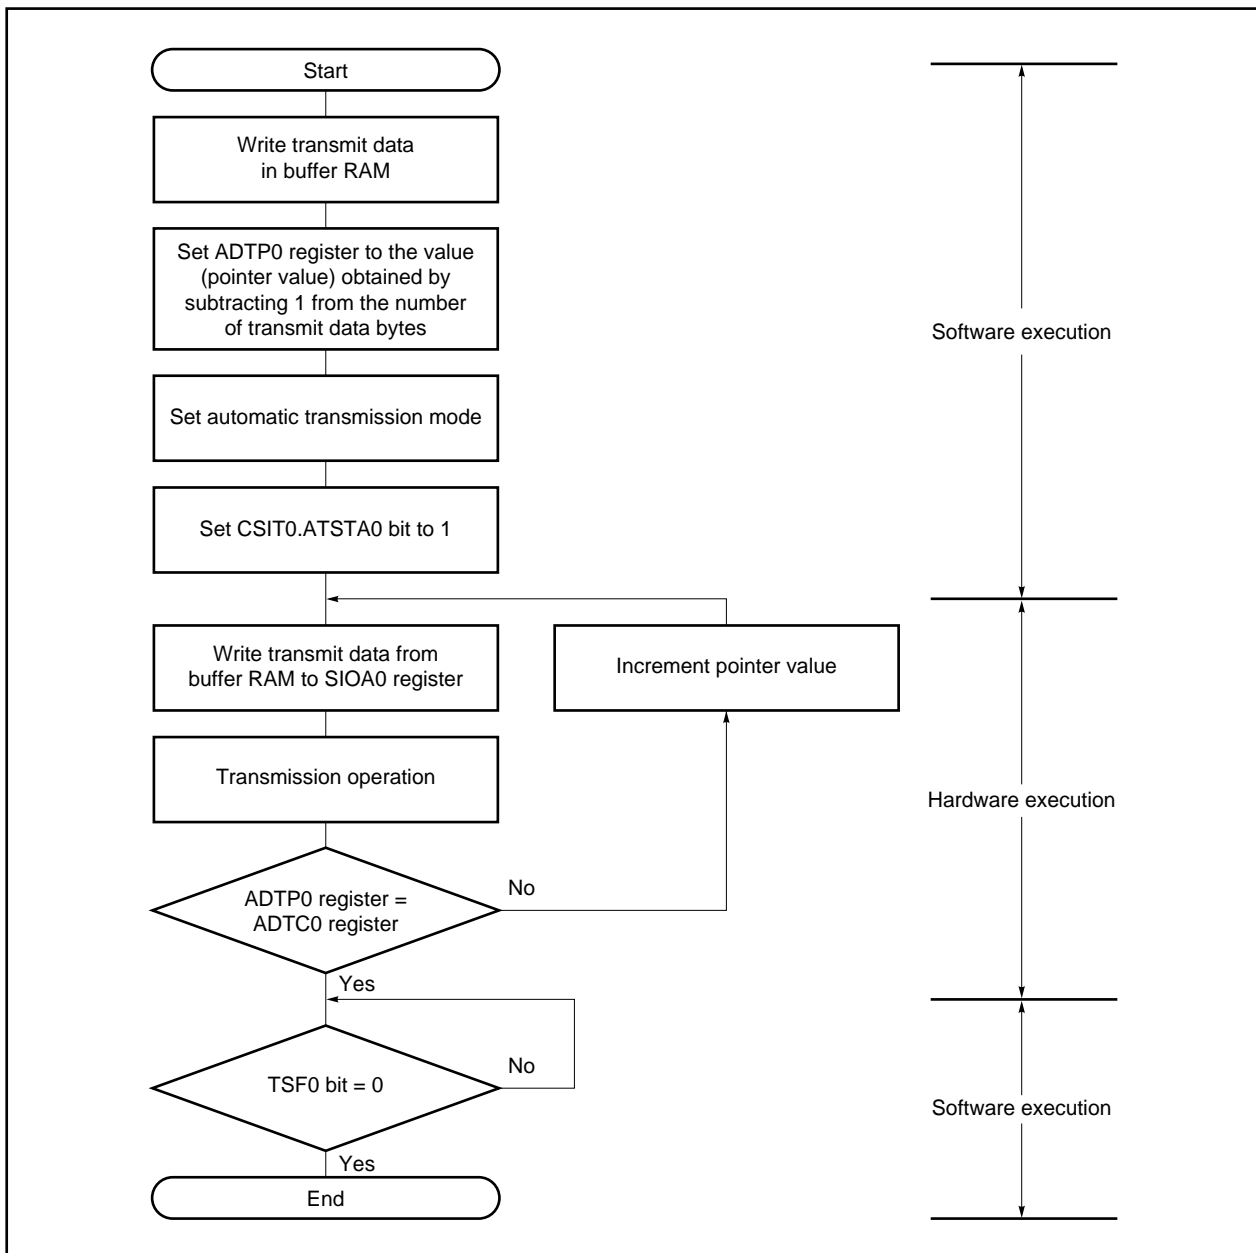 Start
Write transmit data
in buffer RAM
Set ADTP0 register to the value
(pointer value) obtained by
subtracting 1 from the number
of transmit data bytes
Software execution
Set automatic transmission mode
Set CSIT0.ATSTA0 bit to 1
Write transmit data from
buffer RAM to SIOA0 register
Increment pointer value
Transmission operation
Hardware execution
ADTP0 register =
ADTC0 register
No
Yes
TSF0 bit = 0
No
Software execution
Yes
End